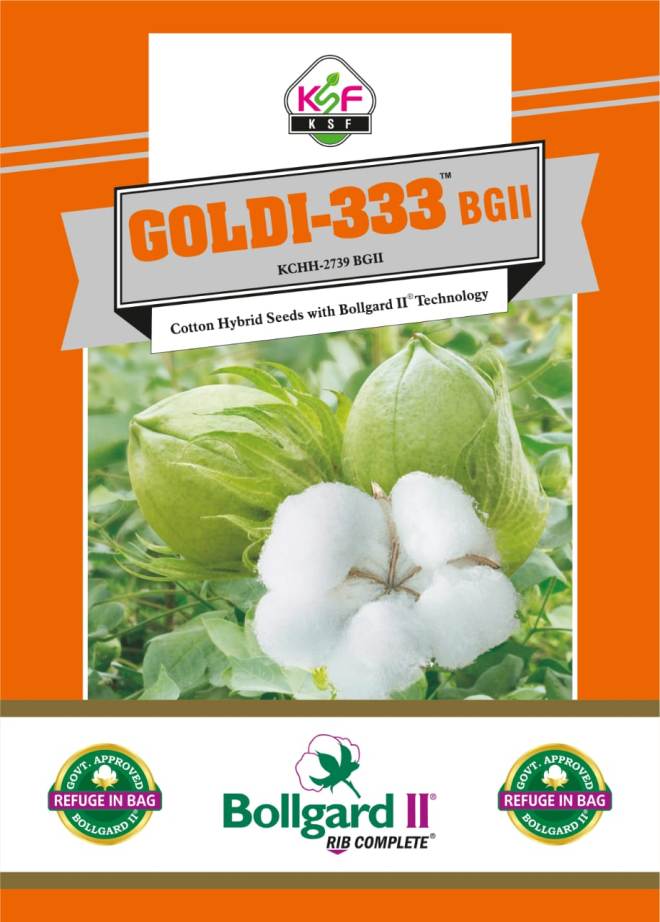 KSF
KSF
GOLDI-333™ BGII
KCHH-2739 BGII
Cotton Hybrid Seeds with Bollgard II® Technology
GOVT. APPROVED
REFUGE IN BAG
BOLLGARD II®
Bollgard II®
RIB COMPLETE®
GOVT. APPROVED
REFUGE IN BAG
BOLLGARD II®